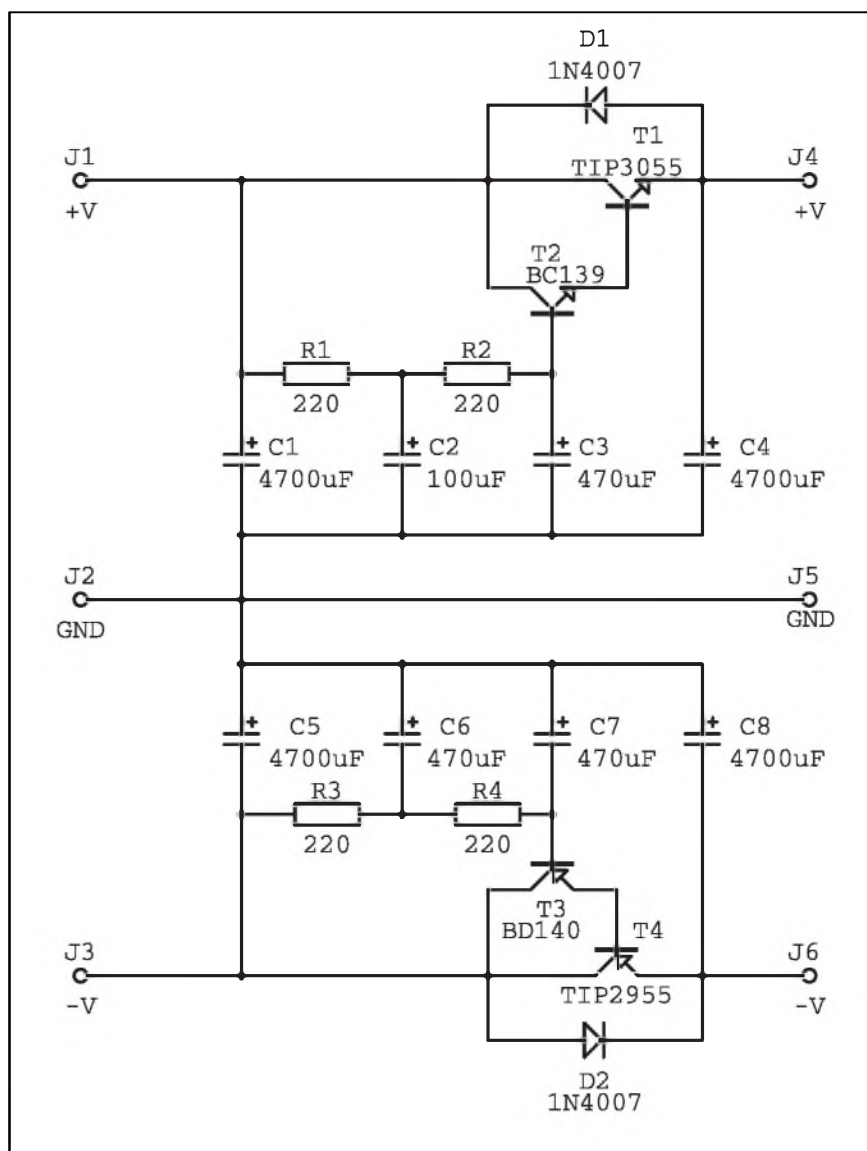 D1
1N4007
T1
J1
J4
TIP3055
+V
+V
T2
BC139
R1
R2
220
220
C1
C2
C3
C4
4700uF
100uF
470uF
4700uF
J2
J5
GND
GND
C5
C6
C7
C8
4700uF
470uF
470uF
4700uF
R3
R4
220
220
T3
T4
BD140
J3
J6
TIP2955
-V
-V
D2
1N4007